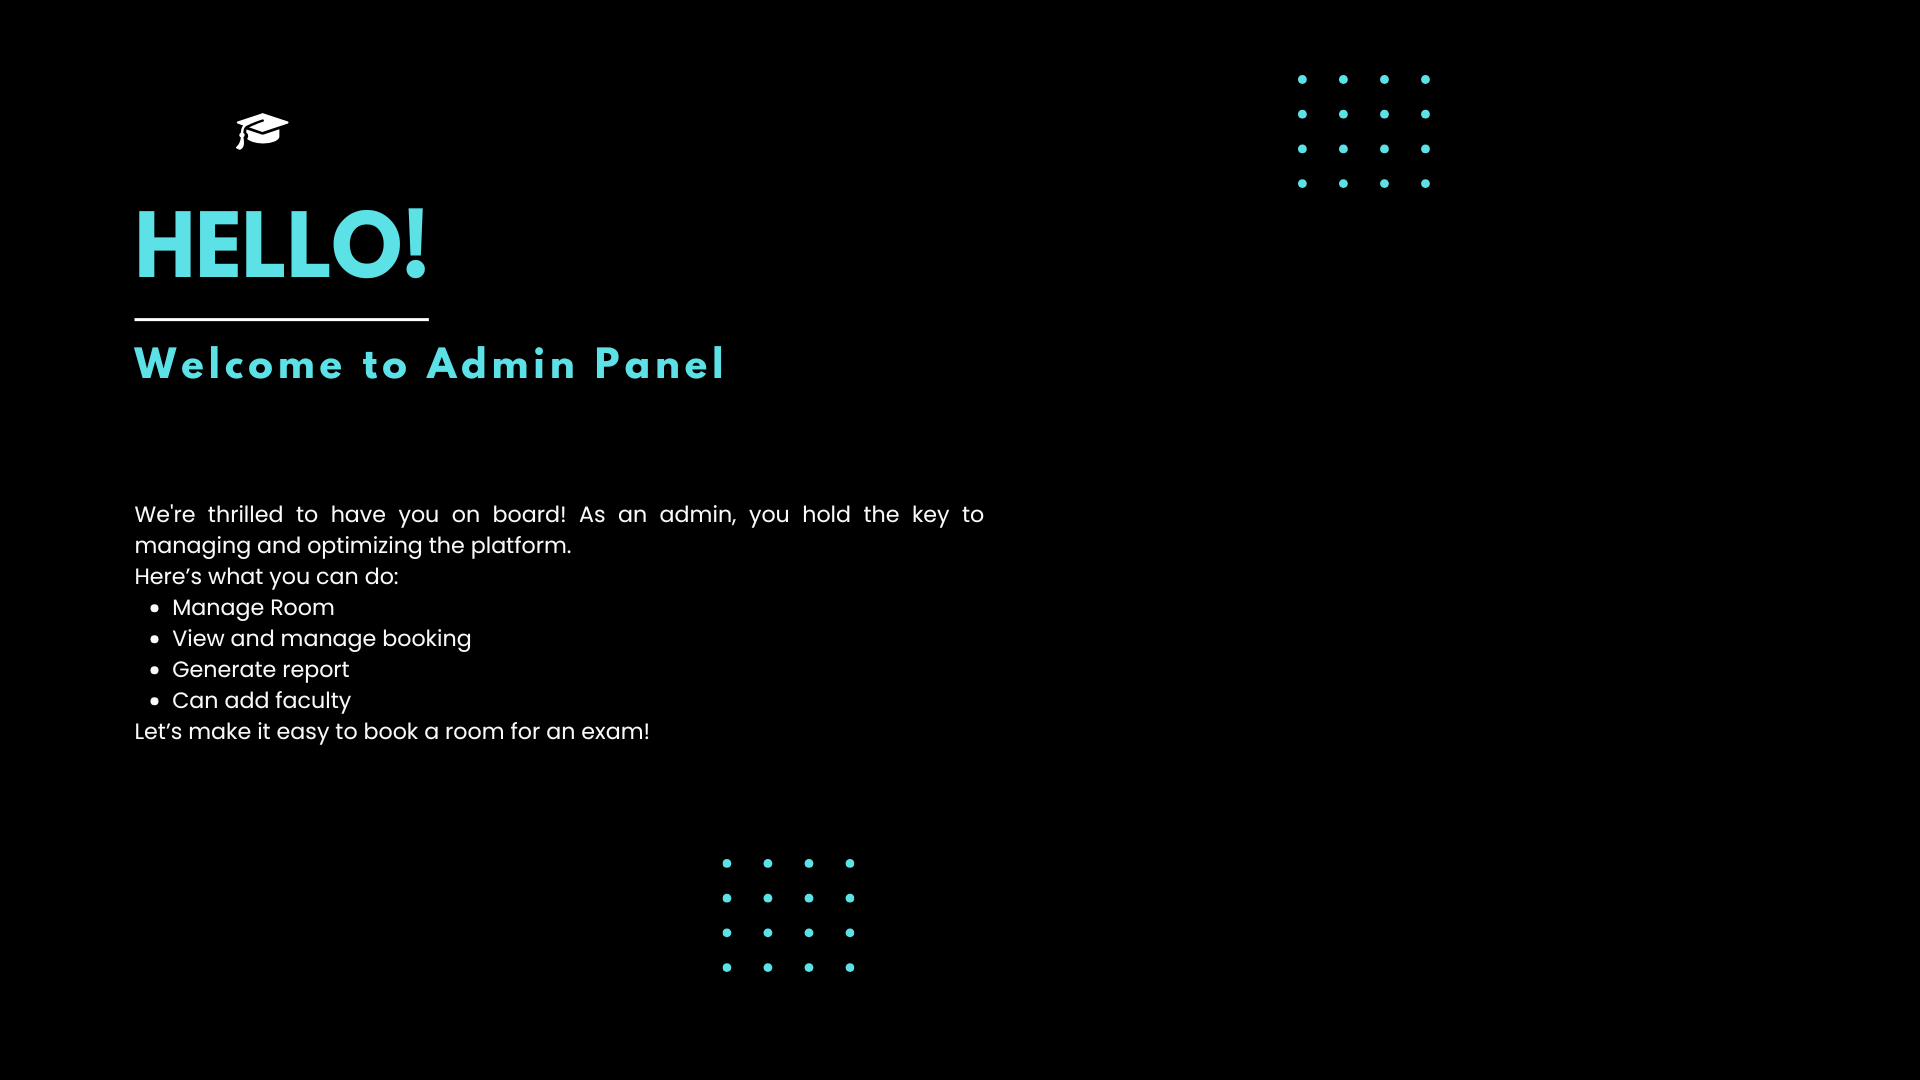 HELLO!
Welcome to Admin Panel
We're thrilled to have you on board! As an admin, you hold the key to
managing and optimizing the platform.
Here’s what you can do:
• Manage Room
• View and manage booking
• Generate report
• Can add faculty
Let’s make it easy to book a room for an exam!